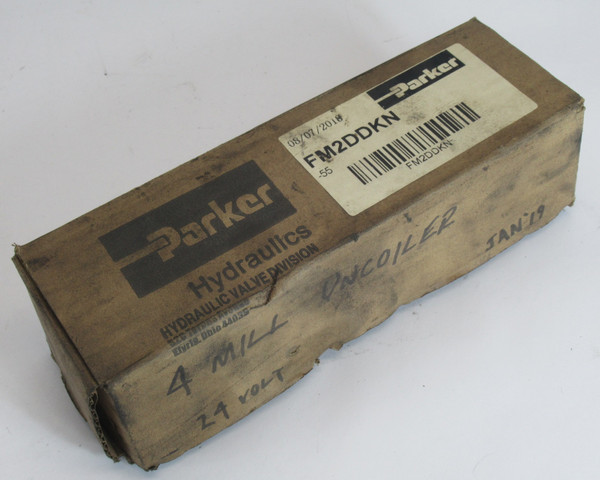 Parker
08/07/2018
FM2DDKN
-55
FM2DDKN
Parker
Hydraulics
HYDRAULIC VALVE DIVISION
Elyria, Ohio 44035
4 MILL UNCOILER
JAN'19
24 VOLT